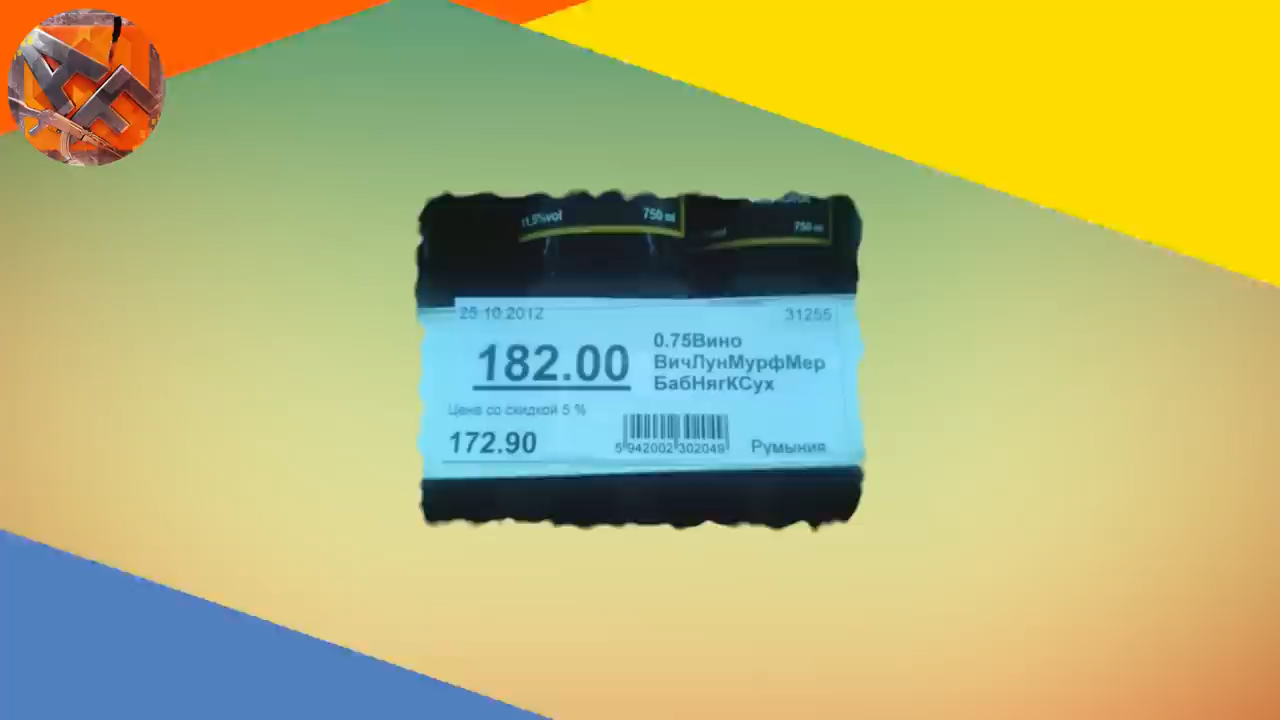 11,5%vol 750 ml
750 ml
25 10 2012 31255
182.00
0.75Вино
ВичЛунМурфМер
БабНягКСух
Цена со скидкой 5 %
172.90
5 942002 302049
Румыния